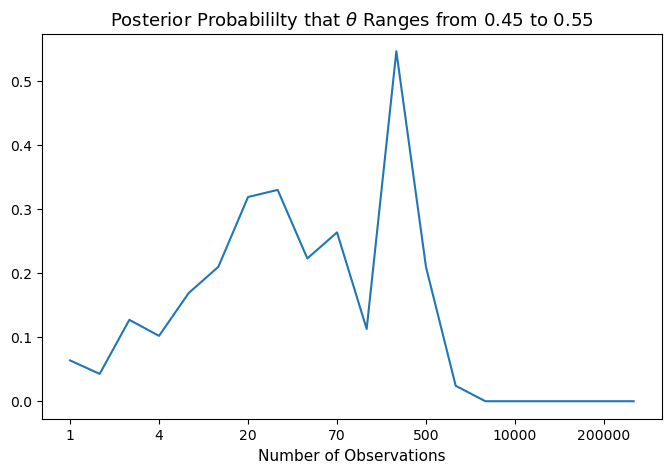 Posterior Probabililty that θ Ranges from 0.45 to 0.55
0.5
0.4
0.3
0.2
0.1
0.0
1 4 20 70 500 10000 200000
Number of Observations